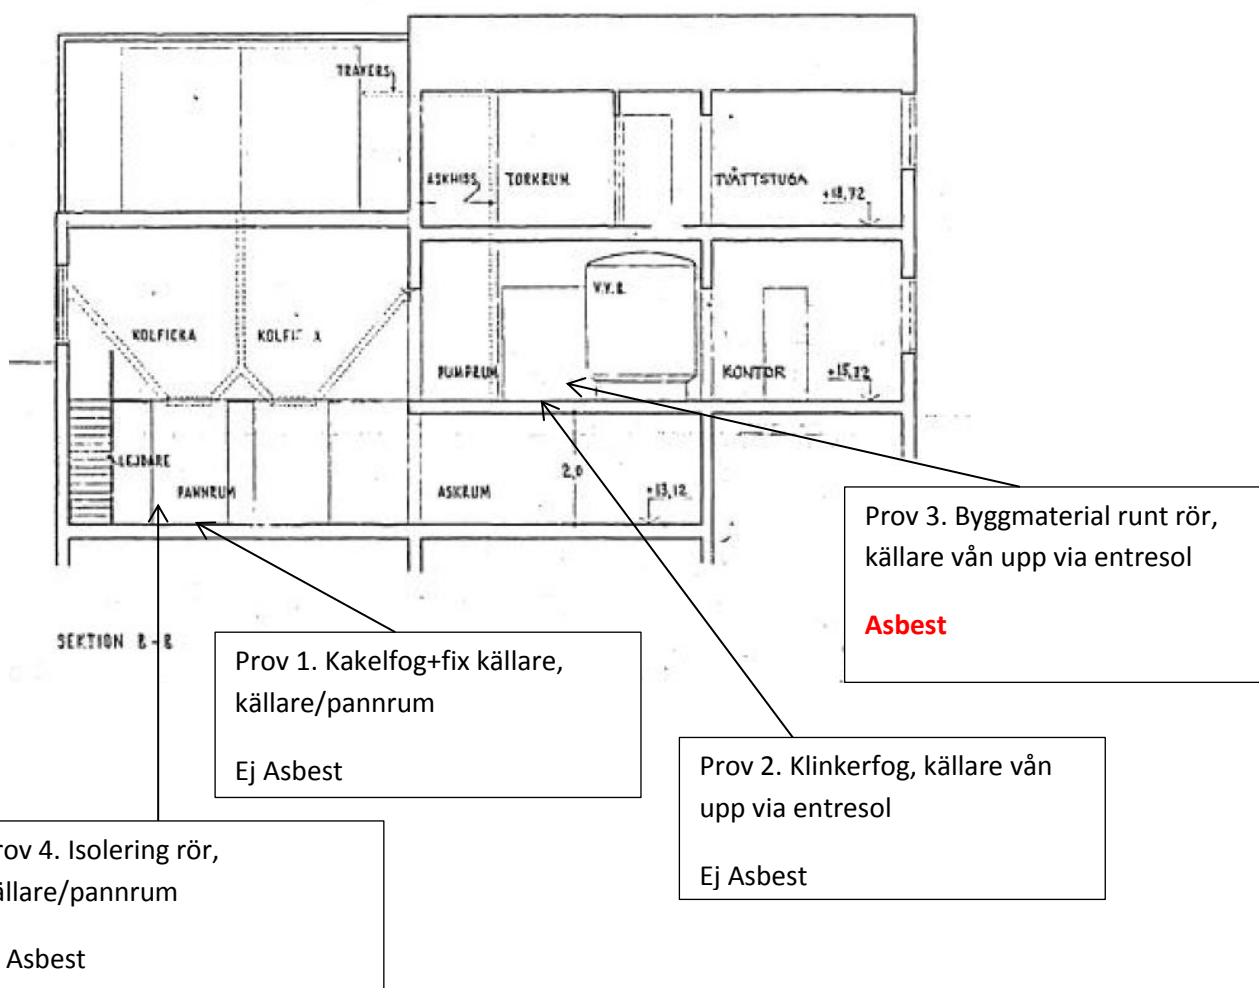 TRAVERS
ASKHISS
TORKRUM
TVÄTTSTUGA
+18,72
V.V.B.
KOLFICKA
KOLFI
PUMPRUM
KONTOR
+15,72
LEJDARE
PANNRUM
ASKRUM
2,0
+13,12
SEKTION B-B
Prov 3. Byggmaterial runt rör,
källare vån upp via entresol
Asbest
Prov 1. Kakelfog+fix källare,
källare/pannrum
Ej Asbest
Prov 2. Klinkerfog, källare vån
upp via entresol
Ej Asbest
rov 4. Isolering rör,
ällare/pannrum
Asbest